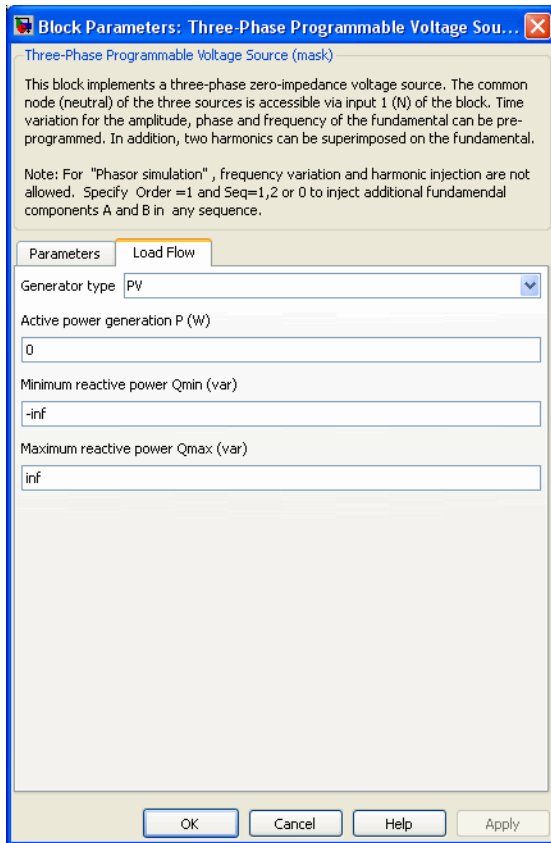 Block Parameters: Three-Phase Programmable Voltage Sou...
Three-Phase Programmable Voltage Source (mask)
This block implements a three-phase zero-impedance voltage source. The common
node (neutral) of the three sources is accessible via input 1 (N) of the block. Time
variation for the amplitude, phase and frequency of the fundamental can be pre-
programmed. In addition, two harmonics can be superimposed on the fundamental.
Note: For "Phasor simulation" , frequency variation and harmonic injection are not
allowed. Specify Order =1 and Seq=1,2 or 0 to inject additional fundamendal
components A and B in any sequence.
Parameters Load Flow
Generator type PV
Active power generation P (W)
0
Minimum reactive power Qmin (var)
-inf
Maximum reactive power Qmax (var)
inf
OK Cancel Help Apply